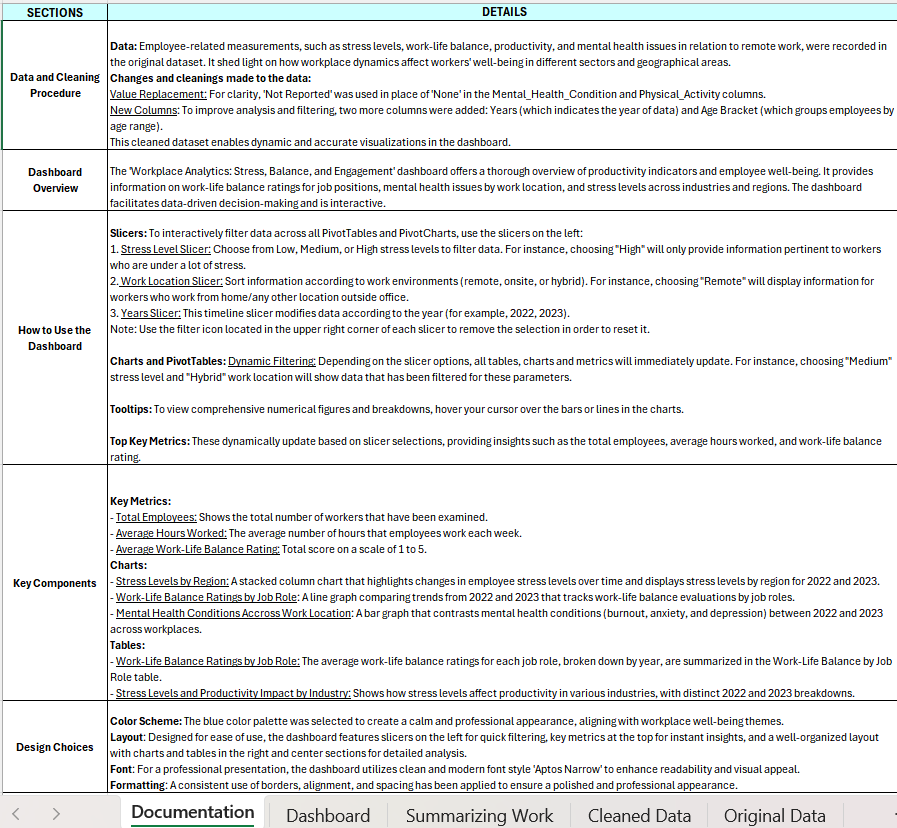 SECTIONS
DETAILS
Data and Cleaning
Procedure
Data: Employee-related measurements, such as stress levels, work-life balance, productivity, and mental health issues in relation to remote work, were recorded in
the original dataset. It shed light on how workplace dynamics affect workers' well-being in different sectors and geographical areas.
Changes and cleanings made to the data:
Value Replacement: For clarity, 'Not Reported' was used in place of 'None' in the Mental_Health_Condition and Physical_Activity columns.
New Columns: To improve analysis and filtering, two more columns were added: Years (which indicates the year of data) and Age Bracket (which groups employees by
age range).
This cleaned dataset enables dynamic and accurate visualizations in the dashboard.
Dashboard
Overview
The 'Workplace Analytics: Stress, Balance, and Engagement' dashboard offers a thorough overview of productivity indicators and employee well-being. It provides
information on work-life balance ratings for job positions, mental health issues by work location, and stress levels across industries and regions. The dashboard
facilitates data-driven decision-making and is interactive.
How to Use the
Dashboard
Slicers: To interactively filter data across all PivotTables and PivotCharts, use the slicers on the left:
1. Stress Level Slicer: Choose from Low, Medium, or High stress levels to filter data. For instance, choosing "High" will only provide information pertinent to workers
who are under a lot of stress.
2. Work Location Slicer: Sort information according to work environments (remote, onsite, or hybrid). For instance, choosing "Remote" will display information for
workers who work from home/any other location outside office.
3. Years Slicer: This timeline slicer modifies data according to the year (for example, 2022, 2023).
Note: Use the filter icon located in the upper right corner of each slicer to remove the selection in order to reset it.
Charts and PivotTables: Dynamic Filtering: Depending on the slicer options, all tables, charts and metrics will immediately update. For instance, choosing "Medium"
stress level and "Hybrid" work location will show data that has been filtered for these parameters.
Tooltips: To view comprehensive numerical figures and breakdowns, hover your cursor over the bars or lines in the charts.
Top Key Metrics: These dynamically update based on slicer selections, providing insights such as the total employees, average hours worked, and work-life balance
rating.
Key Components
Key Metrics:
- Total Employees: Shows the total number of workers that have been examined.
- Average Hours Worked: The average number of hours that employees work each week.
- Average Work-Life Balance Rating: Total score on a scale of 1 to 5.
Charts:
- Stress Levels by Region: A stacked column chart that highlights changes in employee stress levels over time and displays stress levels by region for 2022 and 2023.
- Work-Life Balance Ratings by Job Role: A line graph comparing trends from 2022 and 2023 that tracks work-life balance evaluations by job roles.
- Mental Health Conditions Accross Work Location: A bar graph that contrasts mental health conditions (burnout, anxiety, and depression) between 2022 and 2023
across workplaces.
Tables:
- Work-Life Balance Ratings by Job Role: The average work-life balance ratings for each job role, broken down by year, are summarized in the Work-Life Balance by Job
Role table.
- Stress Levels and Productivity Impact by Industry: Shows how stress levels affect productivity in various industries, with distinct 2022 and 2023 breakdowns.
Design Choices
Color Scheme: The blue color palette was selected to create a calm and professional appearance, aligning with workplace well-being themes.
Layout: Designed for ease of use, the dashboard features slicers on the left for quick filtering, key metrics at the top for instant insights, and a well-organized layout
with charts and tables in the right and center sections for detailed analysis.
Font: For a professional presentation, the dashboard utilizes clean and modern font style 'Aptos Narrow' to enhance readability and visual appeal.
Formatting: A consistent use of borders, alignment, and spacing has been applied to ensure a polished and professional appearance.
Documentation
Dashboard
Summarizing Work
Cleaned Data
Original Data